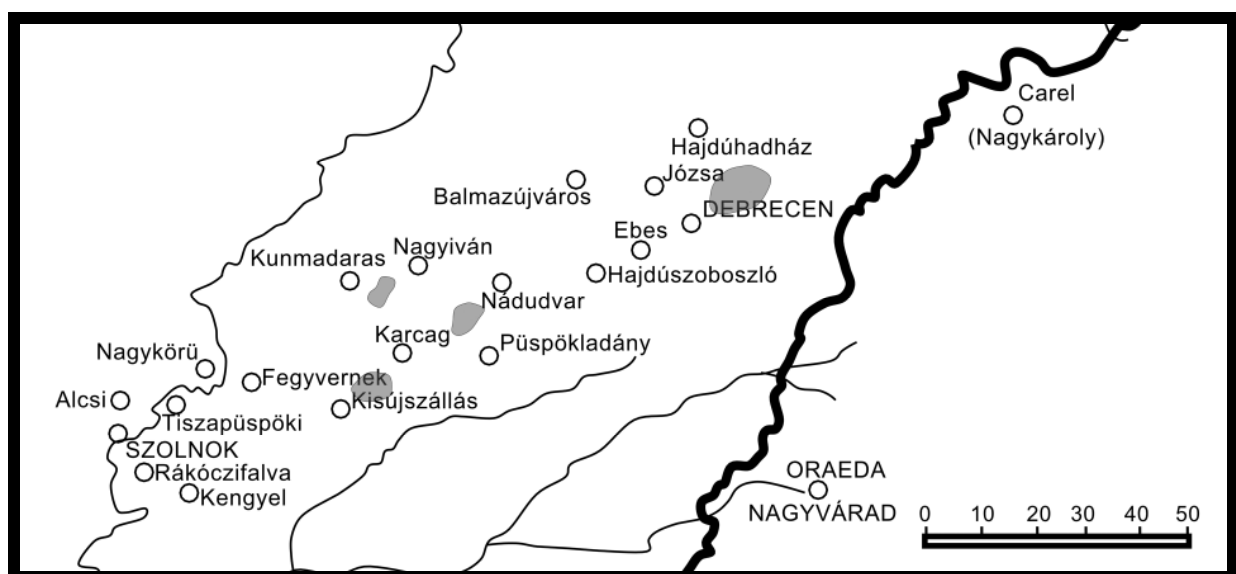 Carel
(Nagykároly)
Hajdúhadház
Józsa
Balmazújváros
DEBRECEN
Ebes
Nagyiván
Kunmadaras
Hajdúszoboszló
Nádudvar
Karcag
Püspökladány
Nagykörü
Fegyvernek
Alcsi
Kisújszállás
Tiszapüspöki
SZOLNOK
Rákóczifalva
Kengyel
ORAEDA
NAGYVÁRAD
0 10 20 30 40 50